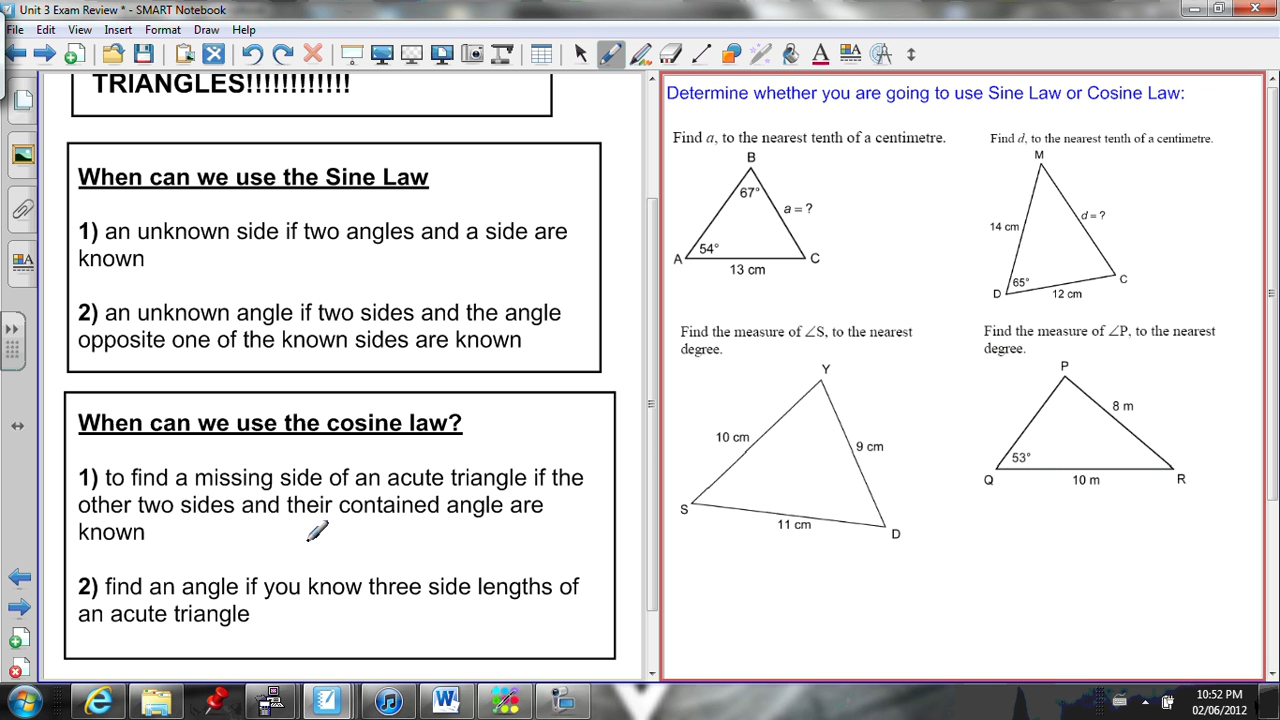 Unit 3 Exam Review * - SMART Notebook
File Edit View Insert Format Draw Help
TRIANGLES!!!!!!!!!!!!
When can we use the Sine Law
1) an unknown side if two angles and a side are
known
2) an unknown angle if two sides and the angle
opposite one of the known sides are known
When can we use the cosine law?
1) to find a missing side of an acute triangle if the
other two sides and their contained angle are
known
2) find an angle if you know three side lengths of
an acute triangle
Determine whether you are going to use Sine Law or Cosine Law:
Find a, to the nearest tenth of a centimetre.
B
67°
a = ?
54°
A
C
13 cm
Find d, to the nearest tenth of a centimetre.
M
14 cm
d = ?
65°
D
C
12 cm
Find the measure of ∠S, to the nearest
degree.
Y
10 cm
9 cm
S
11 cm
D
Find the measure of ∠P, to the nearest
degree.
P
8 m
53°
Q
10 m
R
10:52 PM
02/06/2012